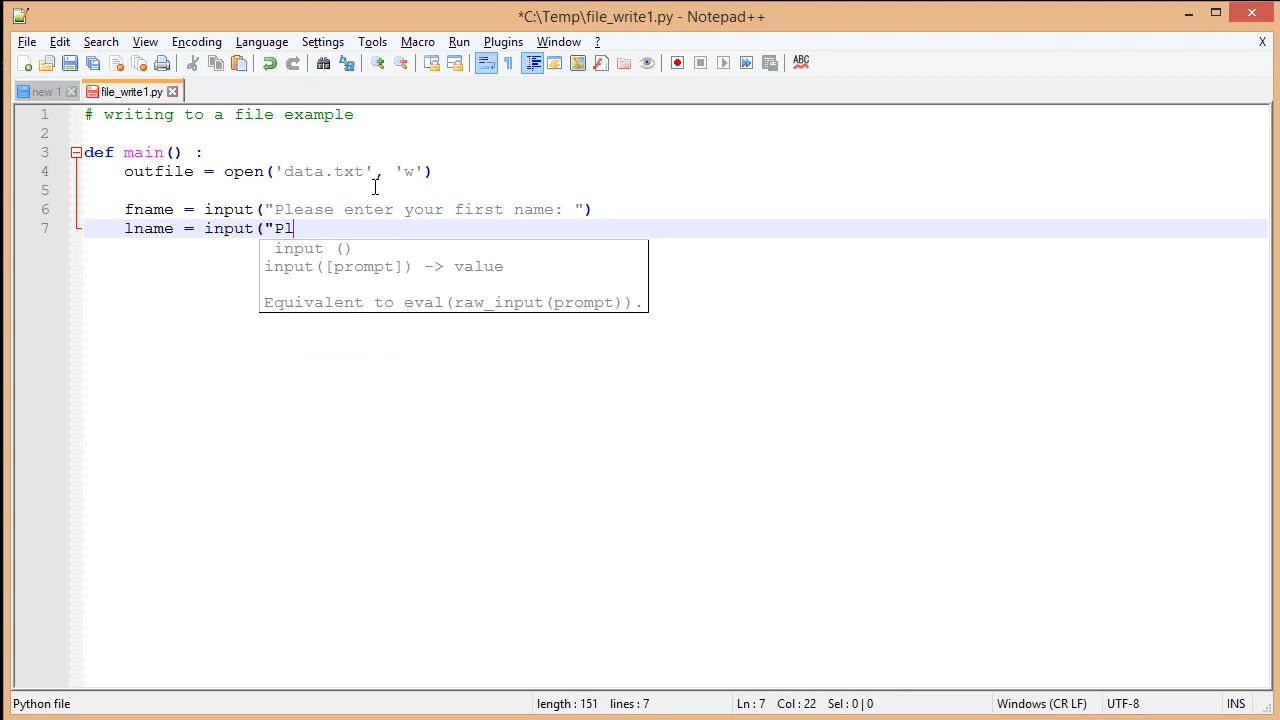 *C:\Temp\file_write1.py - Notepad++
File Edit Search View Encoding Language Settings Tools Macro Run Plugins Window ? X
ABC
new 1 file_write1.py
1 # writing to a file example
2
3 def main() :
4 outfile = open('data.txt', 'w')
5
6 fname = input("Please enter your first name: ")
7 lname = input("Pl
input ()
input([prompt]) -> value
Equivalent to eval(raw_input(prompt)).
Python file length : 151 lines : 7 Ln : 7 Col : 22 Sel : 0 | 0 Windows (CR LF) UTF-8 INS